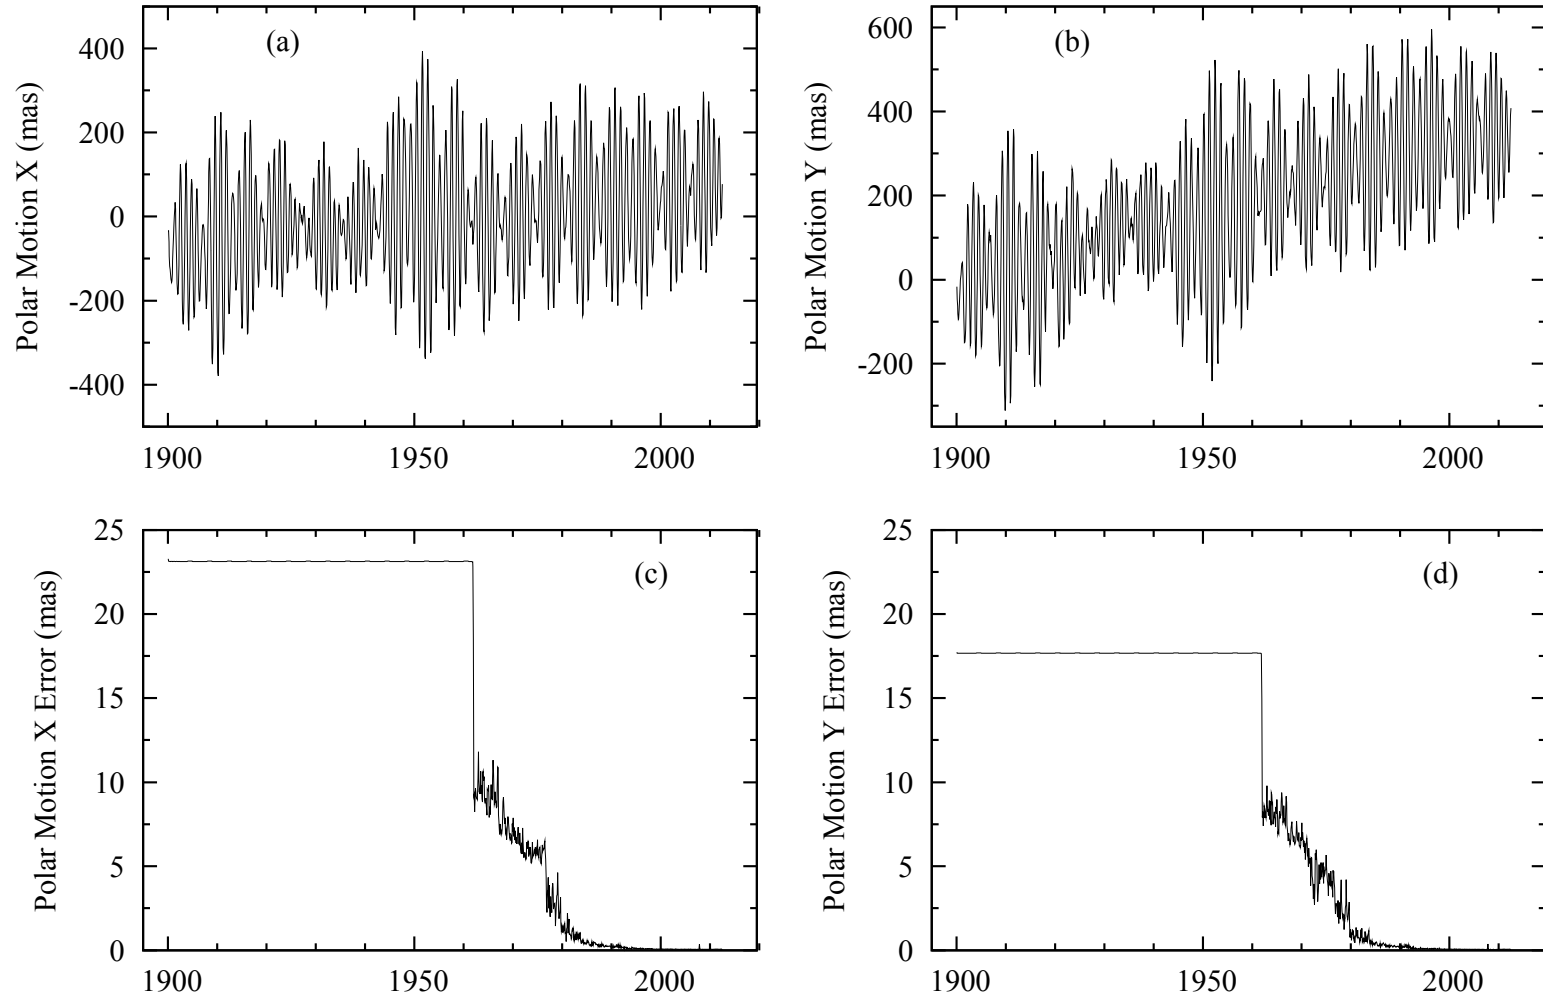 (a)
Polar Motion X (mas)
400
200
0
-200
-400
1900 1950 2000
(b)
Polar Motion Y (mas)
600
400
200
0
-200
1900 1950 2000
(c)
Polar Motion X Error (mas)
25
20
15
10
5
0
1900 1950 2000
(d)
Polar Motion Y Error (mas)
25
20
15
10
5
0
1900 1950 2000